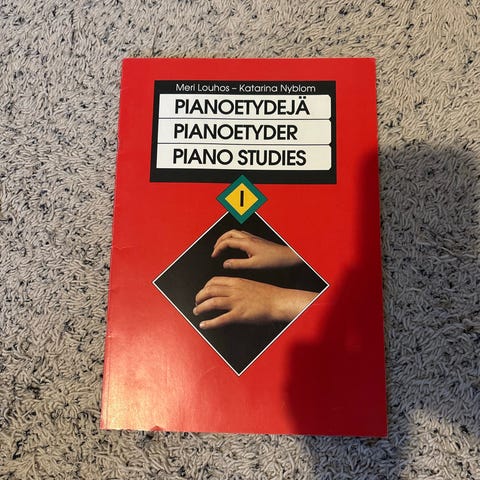 Meri Louhos – Katarina Nyblom
PIANOETYDEJÄ
PIANOETYDER
PIANO STUDIES
I